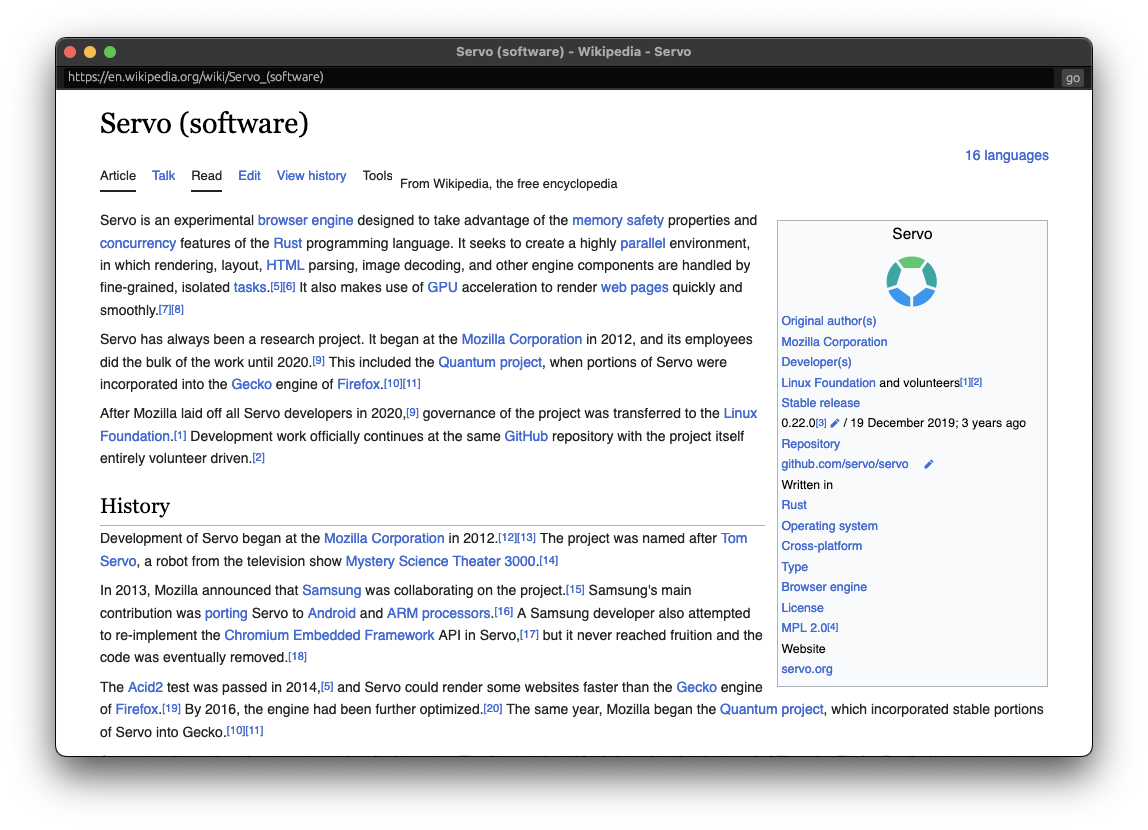 Servo (software) - Wikipedia - Servo
https://en.wikipedia.org/wiki/Servo_(software)
go
Servo (software)
16 languages
Article Talk Read Edit View history Tools
From Wikipedia, the free encyclopedia
Servo is an experimental browser engine designed to take advantage of the memory safety properties and
concurrency features of the Rust programming language. It seeks to create a highly parallel environment,
in which rendering, layout, HTML parsing, image decoding, and other engine components are handled by
fine-grained, isolated tasks.[5][6] It also makes use of GPU acceleration to render web pages quickly and
smoothly.[7][8]
Servo has always been a research project. It began at the Mozilla Corporation in 2012, and its employees
did the bulk of the work until 2020.[9] This included the Quantum project, when portions of Servo were
incorporated into the Gecko engine of Firefox.[10][11]
After Mozilla laid off all Servo developers in 2020,[9] governance of the project was transferred to the Linux
Foundation.[1] Development work officially continues at the same GitHub repository with the project itself
entirely volunteer driven.[2]
Servo
Original author(s)
Mozilla Corporation
Developer(s)
Linux Foundation and volunteers[1][2]
Stable release
0.22.0[3] / 19 December 2019; 3 years ago
Repository
github.com/servo/servo
Written in
Rust
Operating system
Cross-platform
Type
Browser engine
License
MPL 2.0[4]
Website
servo.org
History
Development of Servo began at the Mozilla Corporation in 2012.[12][13] The project was named after Tom
Servo, a robot from the television show Mystery Science Theater 3000.[14]
In 2013, Mozilla announced that Samsung was collaborating on the project.[15] Samsung's main
contribution was porting Servo to Android and ARM processors.[16] A Samsung developer also attempted
to re-implement the Chromium Embedded Framework API in Servo,[17] but it never reached fruition and the
code was eventually removed.[18]
The Acid2 test was passed in 2014,[5] and Servo could render some websites faster than the Gecko engine
of Firefox.[19] By 2016, the engine had been further optimized.[20] The same year, Mozilla began the Quantum project, which incorporated stable portions
of Servo into Gecko.[10][11]